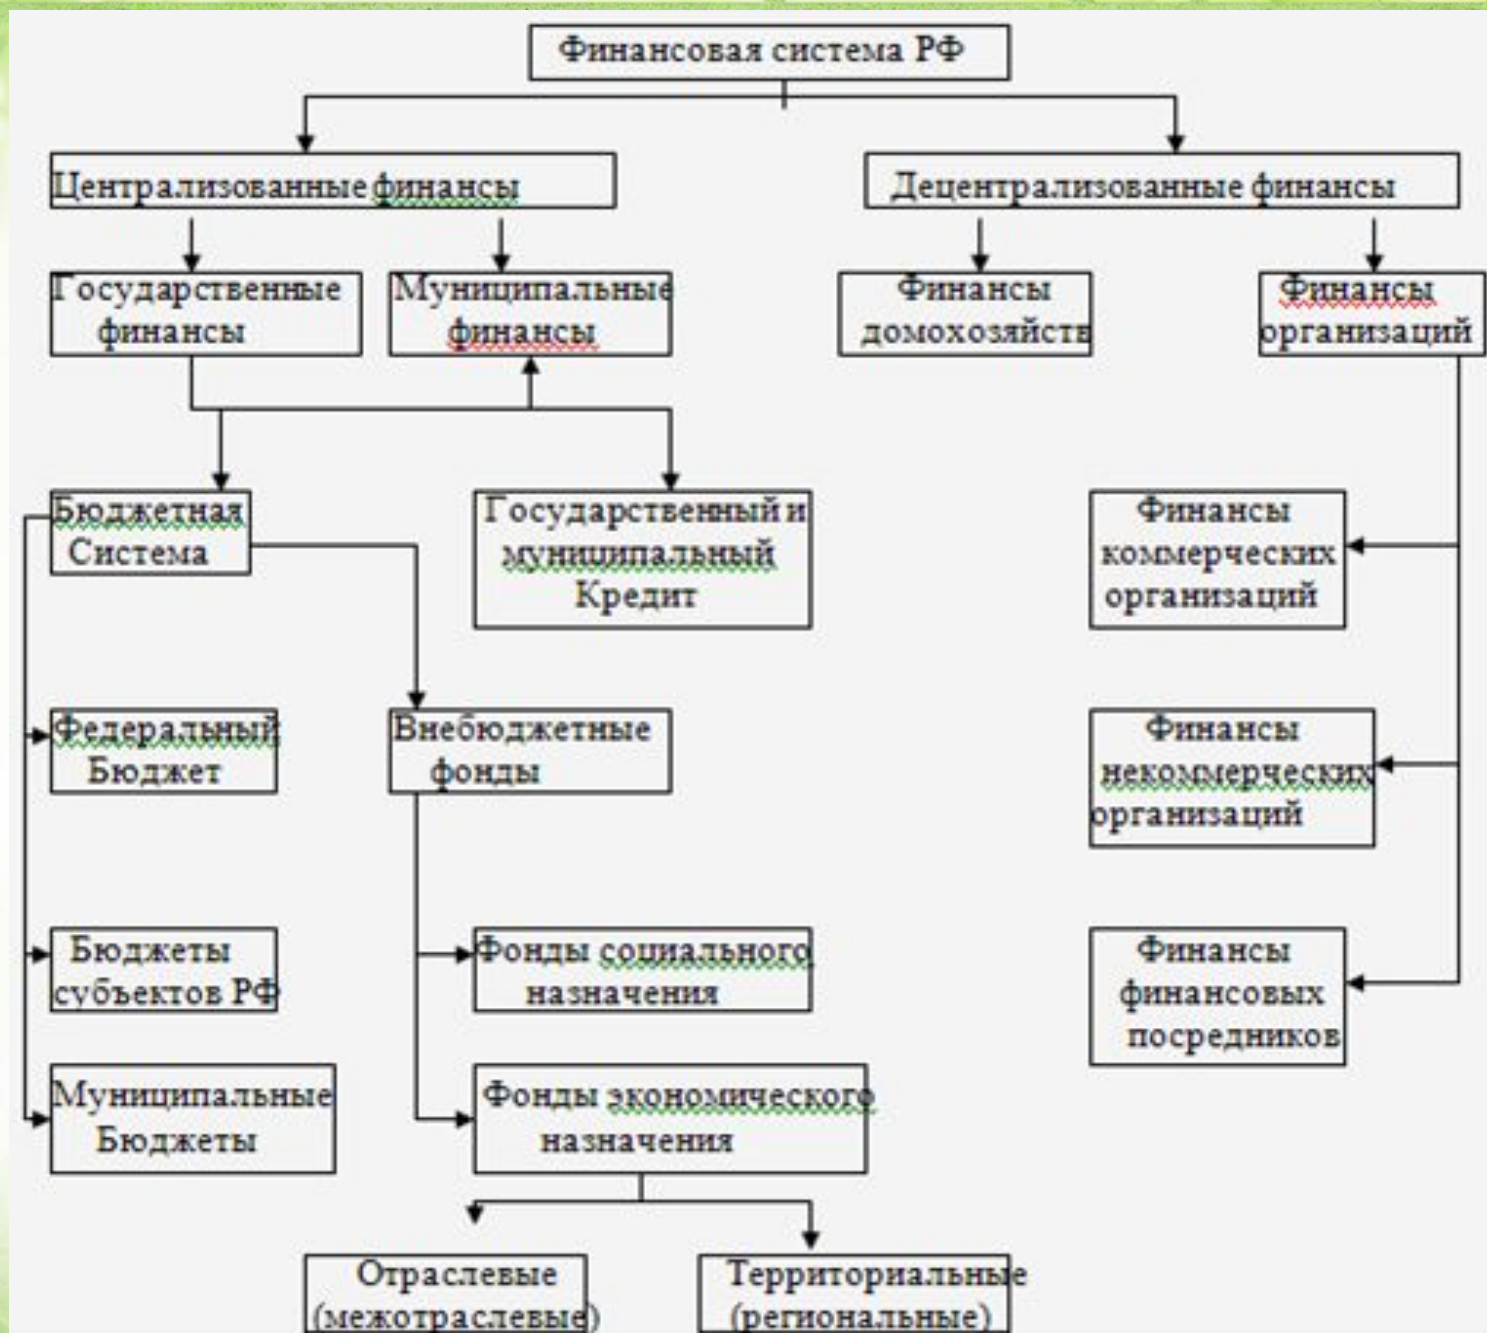 Финансовая система РФ
Централизованные финансы
Децентрализованные финансы
Государственные
финансы
Муниципальные
финансы
Финансы
домохозяйств
Финансы
организаций
Бюджетная
Система
Государственный и
муниципальный
Кредит
Финансы
коммерческих
организаций
Федеральный
Бюджет
Внебюджетные
фонды
Финансы
некоммерческих
организаций
Бюджеты
субъектов РФ
Фонды социального
назначения
Финансы
финансовых
посредников
Муниципальные
Бюджеты
Фонды экономического
назначения
Отраслевые
(межотраслевые)
Территориальные
(региональные)